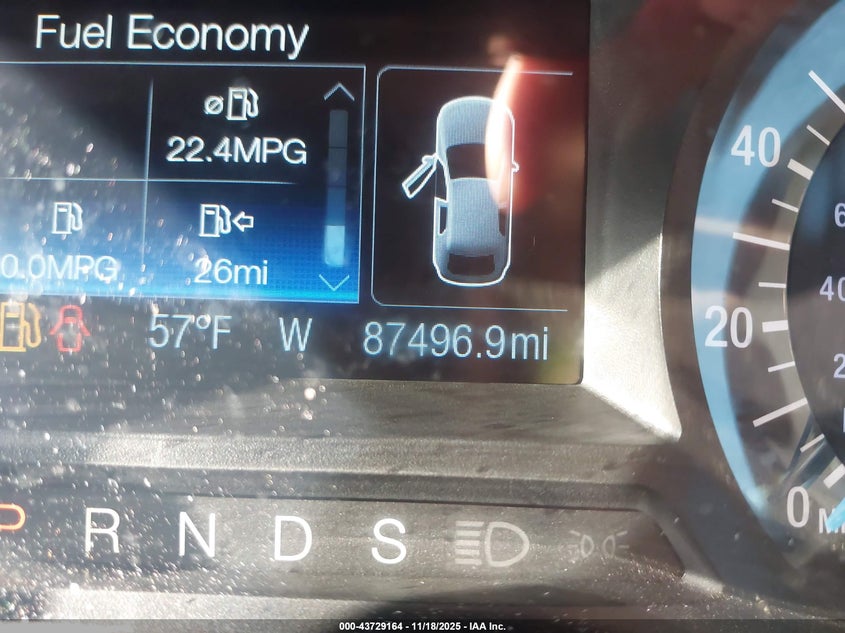 Fuel Economy
22.4MPG
0.0MPG
26mi
57°F W 87496.9mi
40
20
0
P R N D S
000-43729164 - 11/18/2025 - IAA Inc.